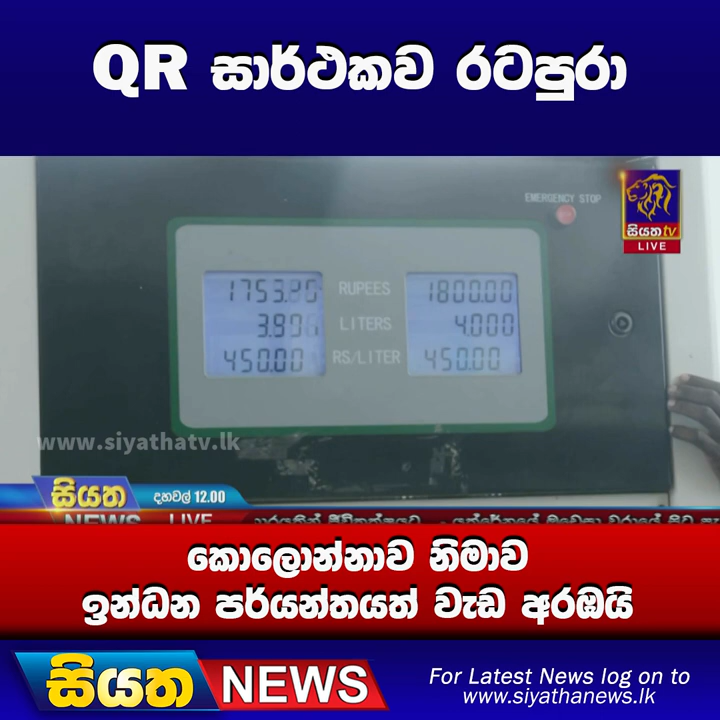 QR සාර්ථකව රටපුරා
EMERGENCY STOP
සියත tv
LIVE
RUPEES 1800.00
LITERS 4.000
450.00 RS/LITER 450.00
www.siyathatv.lk
සියත දහවල් 12.00
NEWS LIVE
කොලොන්නාව නිමාව
ඉන්ධන පර්යන්තයත් වැඩ අරඹයි
සියත NEWS
For Latest News log on to
www.siyathanews.lk